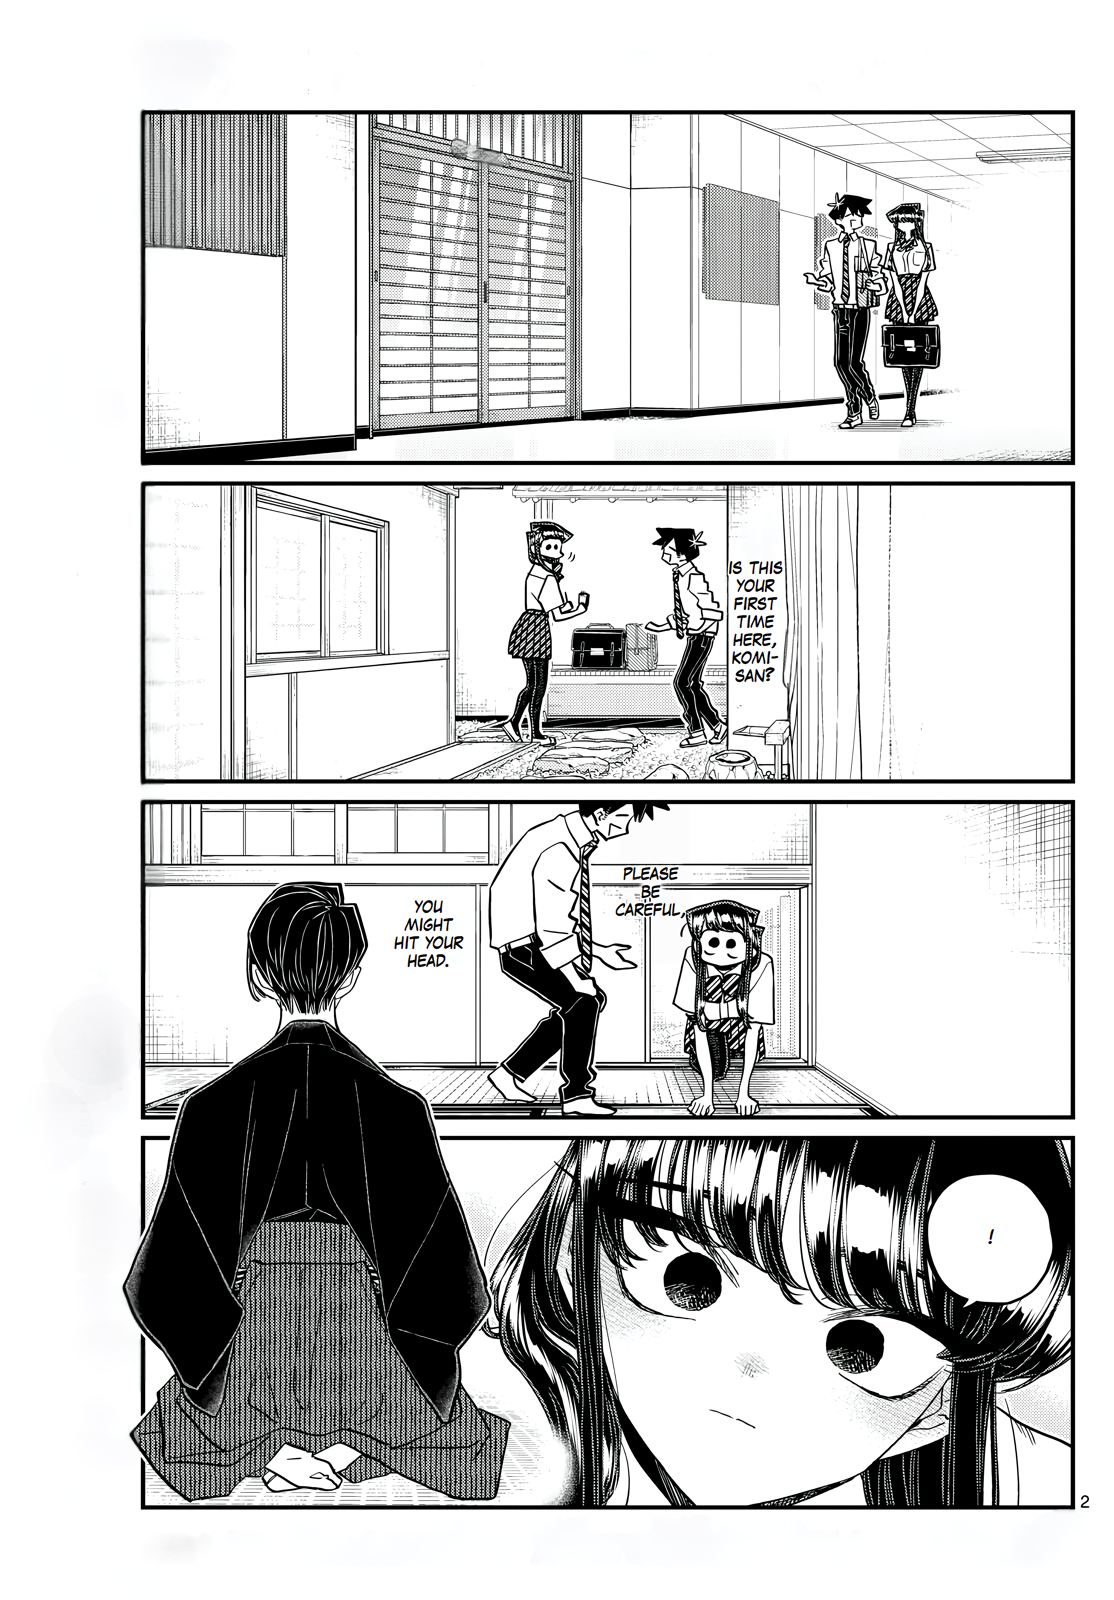 IS THIS
YOUR
FIRST
TIME
HERE,
KOMI-
SAN?
PLEASE
BE
CAREFUL,
YOU
MIGHT
HIT YOUR
HEAD.
!
2